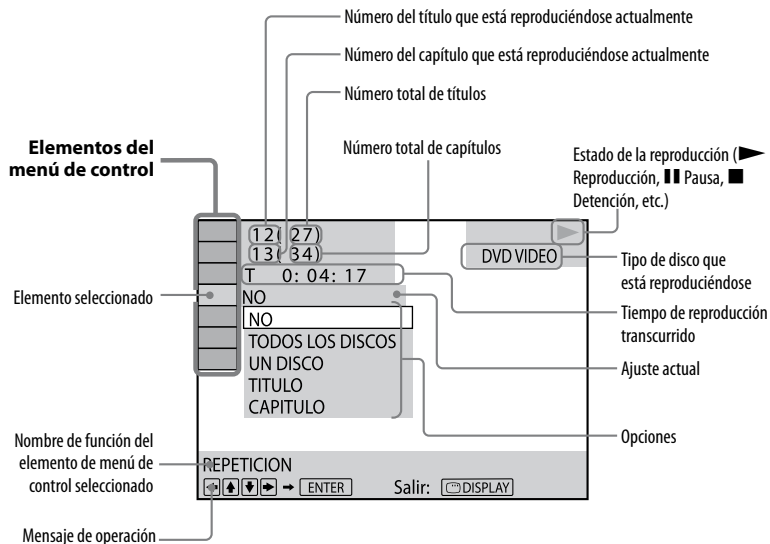 Número del título que está reproduciéndose actualmente
Número del capítulo que está reproduciéndose actualmente
Número total de títulos
Número total de capítulos
Elementos del
menú de control
Estado de la reproducción (▶
Reproducción, ⏸ Pausa, ■
Detención, etc.)
12( 27)
13( 34)
T 0: 04: 17
NO
NO
TODOS LOS DISCOS
UN DISCO
TITULO
CAPITULO
DVD VIDEO
Tipo de disco que
está reproduciéndose
Tiempo de reproducción
transcurrido
Ajuste actual
Opciones
Elemento seleccionado
Nombre de función del
elemento de menú de
control seleccionado
REPETICION
← ↑ ↓ → → ENTER Salir: DISPLAY
Mensaje de operación